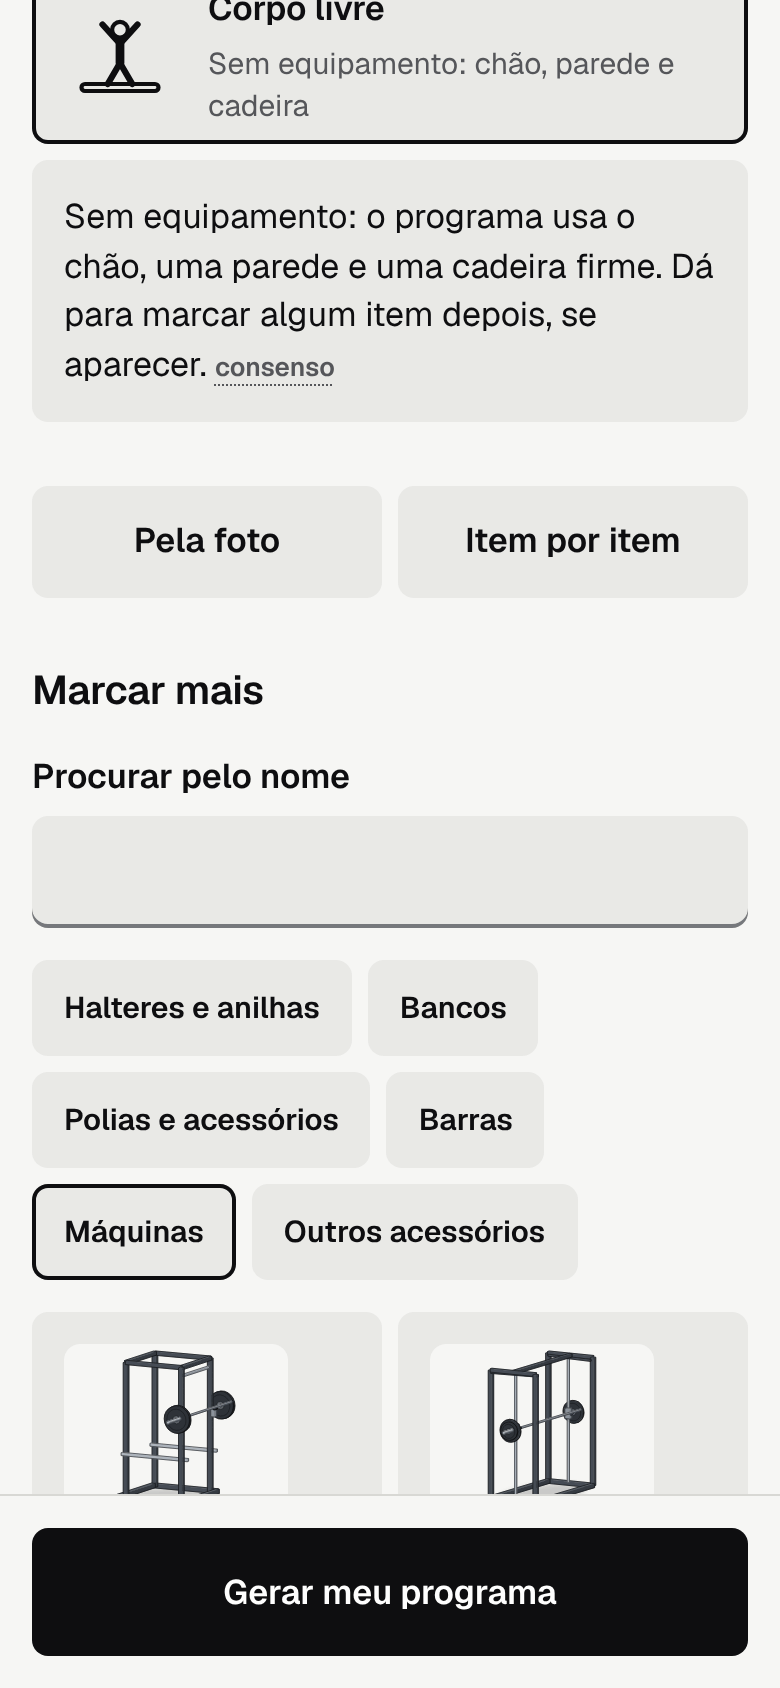 Corpo livre
Sem equipamento: chão, parede e
cadeira
Sem equipamento: o programa usa o
chão, uma parede e uma cadeira firme. Dá
para marcar algum item depois, se
aparecer. consenso
Pela foto
Item por item
Marcar mais
Procurar pelo nome
Halteres e anilhas
Bancos
Polias e acessórios
Barras
Máquinas
Outros acessórios
Gerar meu programa